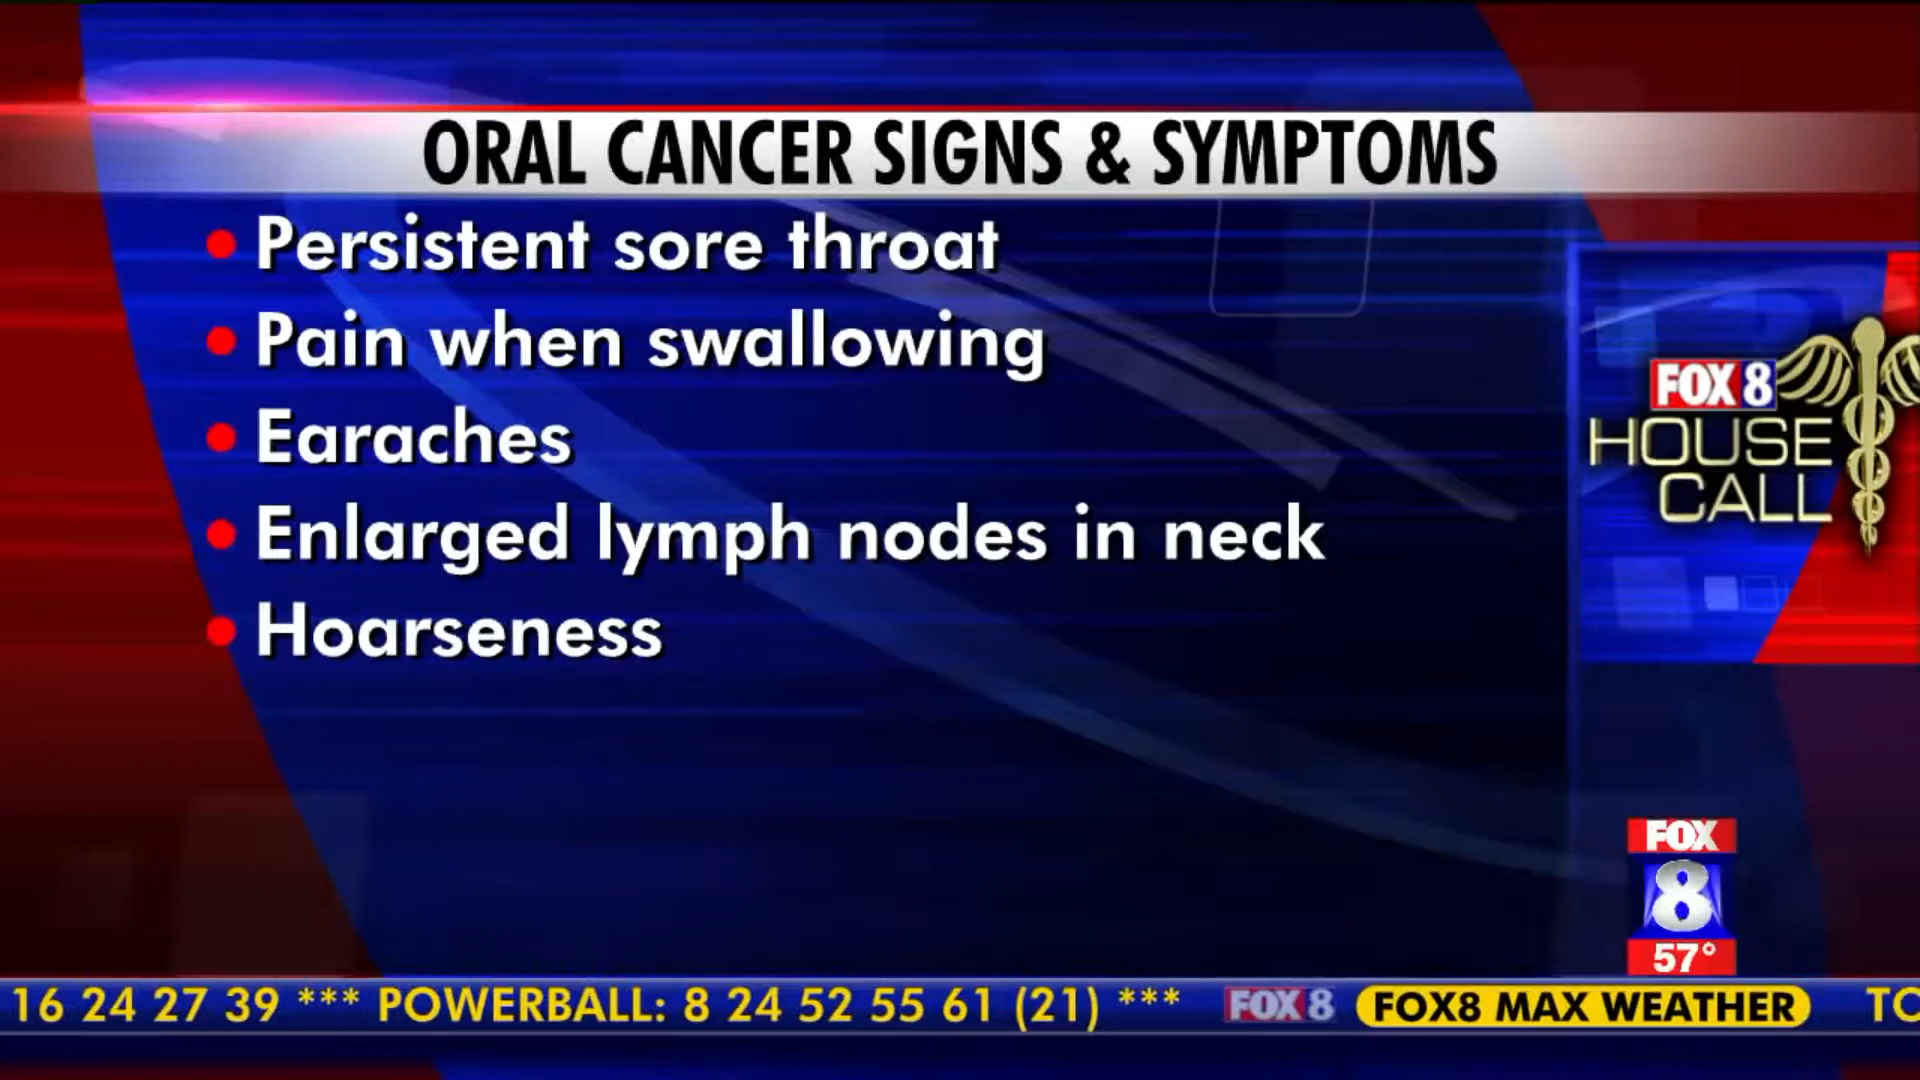 ORAL CANCER SIGNS & SYMPTOMS
• Persistent sore throat
• Pain when swallowing
• Earaches
• Enlarged lymph nodes in neck
• Hoarseness
FOX 8
HOUSE
CALL
FOX
8
57°
16 24 27 39 *** POWERBALL: 8 24 52 55 61 (21) *** FOX 8 FOX8 MAX WEATHER TO